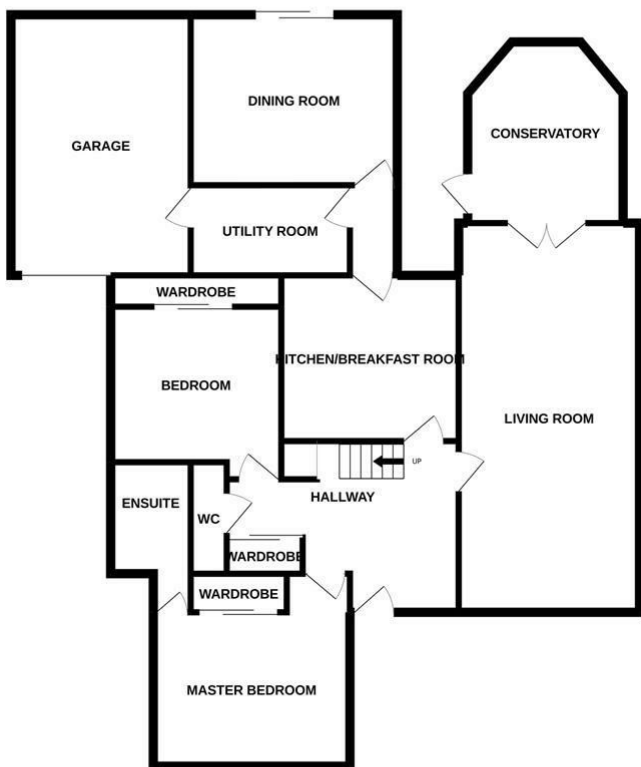 DINING ROOM
CONSERVATORY
GARAGE
UTILITY ROOM
WARDROBE
KITCHEN/BREAKFAST ROOM
BEDROOM
LIVING ROOM
UP
ENSUITE
HALLWAY
WC
WARDROBE
WARDROBE
MASTER BEDROOM